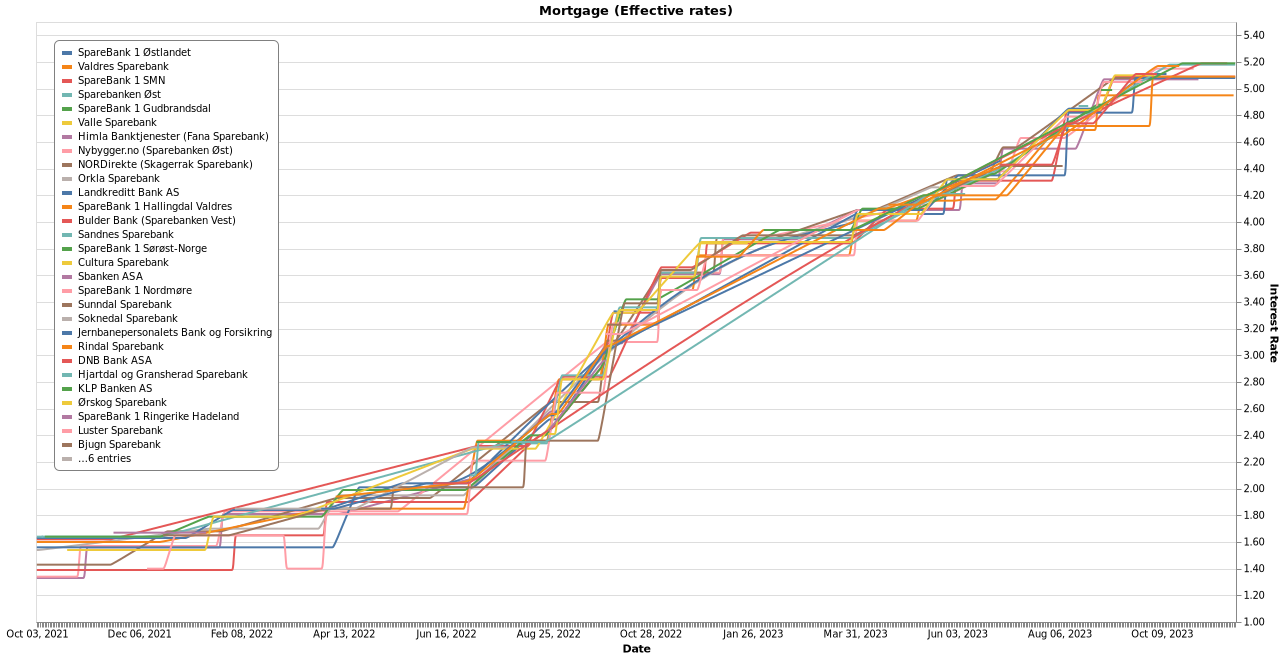 Mortgage (Effective rates)
SpareBank 1 Østlandet
Valdres Sparebank
SpareBank 1 SMN
Sparebanken Øst
SpareBank 1 Gudbrandsdal
Valle Sparebank
Himla Banktjenester (Fana Sparebank)
Nybygger.no (Sparebanken Øst)
NORDirekte (Skagerrak Sparebank)
Orkla Sparebank
Landkreditt Bank AS
SpareBank 1 Hallingdal Valdres
Bulder Bank (Sparebanken Vest)
Sandnes Sparebank
SpareBank 1 Sørøst-Norge
Cultura Sparebank
Sbanken ASA
SpareBank 1 Nordmøre
Sunndal Sparebank
Soknedal Sparebank
Jernbanepersonalets Bank og Forsikring
Rindal Sparebank
DNB Bank ASA
Hjartdal og Gransherad Sparebank
KLP Banken AS
Ørskog Sparebank
SpareBank 1 Ringerike Hadeland
Luster Sparebank
Bjugn Sparebank
...6 entries
5.40
5.20
5.00
4.80
4.60
4.40
4.20
4.00
3.80
3.60
3.40
3.20
3.00
2.80
2.60
2.40
2.20
2.00
1.80
1.60
1.40
1.20
1.00
Interest Rate
Oct 03, 2021 Dec 06, 2021 Feb 08, 2022 Apr 13, 2022 Jun 16, 2022 Aug 25, 2022 Oct 28, 2022 Jan 26, 2023 Mar 31, 2023 Jun 03, 2023 Aug 06, 2023 Oct 09, 2023
Date